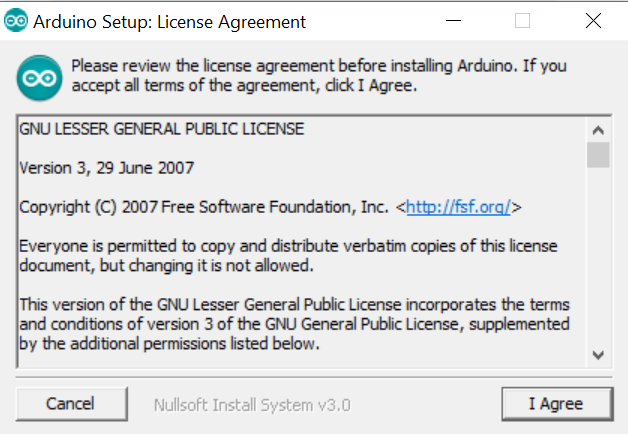 Arduino Setup: License Agreement
Please review the license agreement before installing Arduino. If you
accept all terms of the agreement, click I Agree.
GNU LESSER GENERAL PUBLIC LICENSE
Version 3, 29 June 2007
Copyright (C) 2007 Free Software Foundation, Inc. <http://fsf.org/>
Everyone is permitted to copy and distribute verbatim copies of this license
document, but changing it is not allowed.
This version of the GNU Lesser General Public License incorporates the terms
and conditions of version 3 of the GNU General Public License, supplemented
by the additional permissions listed below.
Cancel
Nullsoft Install System v3.0
I Agree